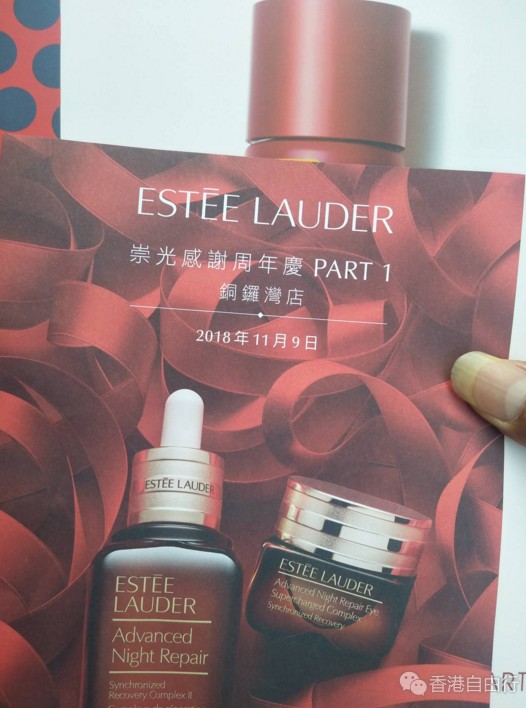 ESTĒE LAUDER
崇光感謝周年慶 PART 1
銅鑼灣店
2018年11月9日
ESTĒE LAUDER
ESTĒE
LAUDER
Advanced
Night Repair
Synchronized
Recovery Complex II
ESTĒE LAUDER
Advanced Night Repair Eye
Supercharged Complex
Synchronized Recovery
香港自由行